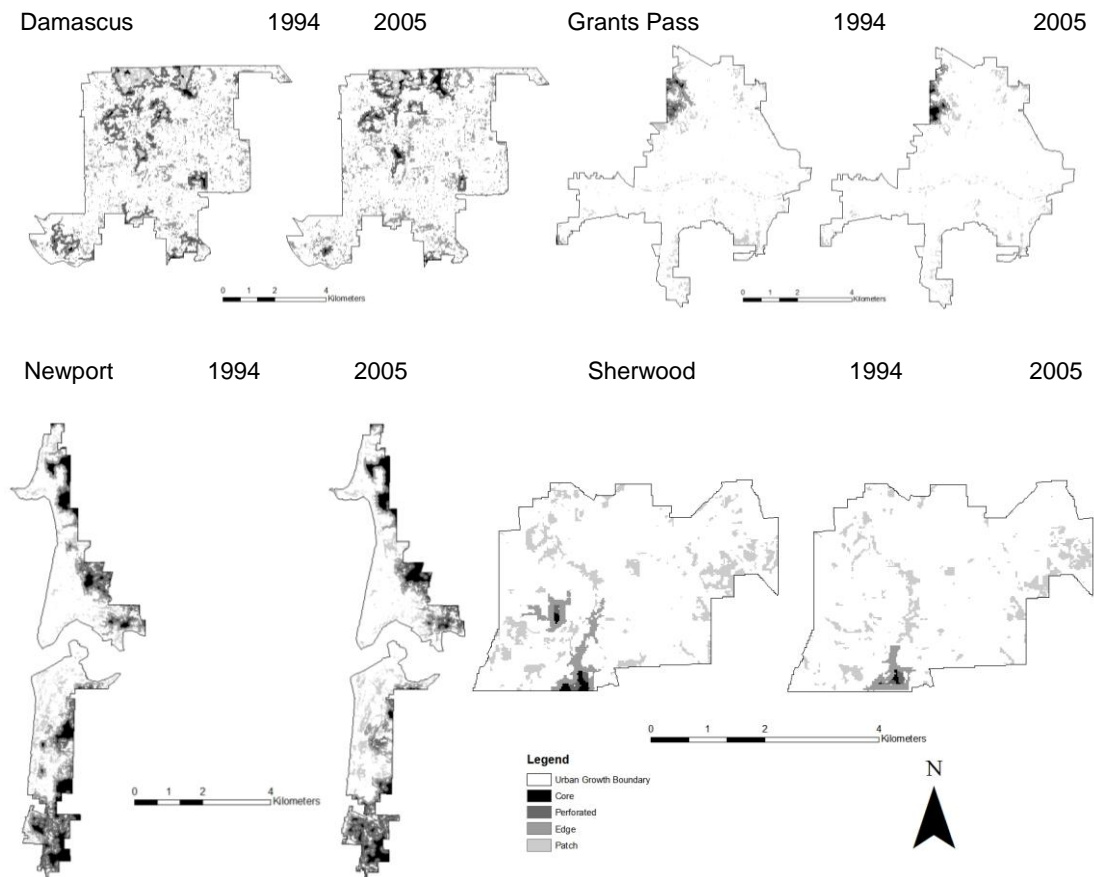 Damascus 1994 2005 Grants Pass 1994 2005
0 1 2 4 Kilometers
0 1 2 4 Kilometers
Newport 1994 2005 Sherwood 1994 2005
0 1 2 4 Kilometers
0 1 2 4 Kilometers
Legend
Urban Growth Boundary
Core
Perforated
Edge
Patch
N